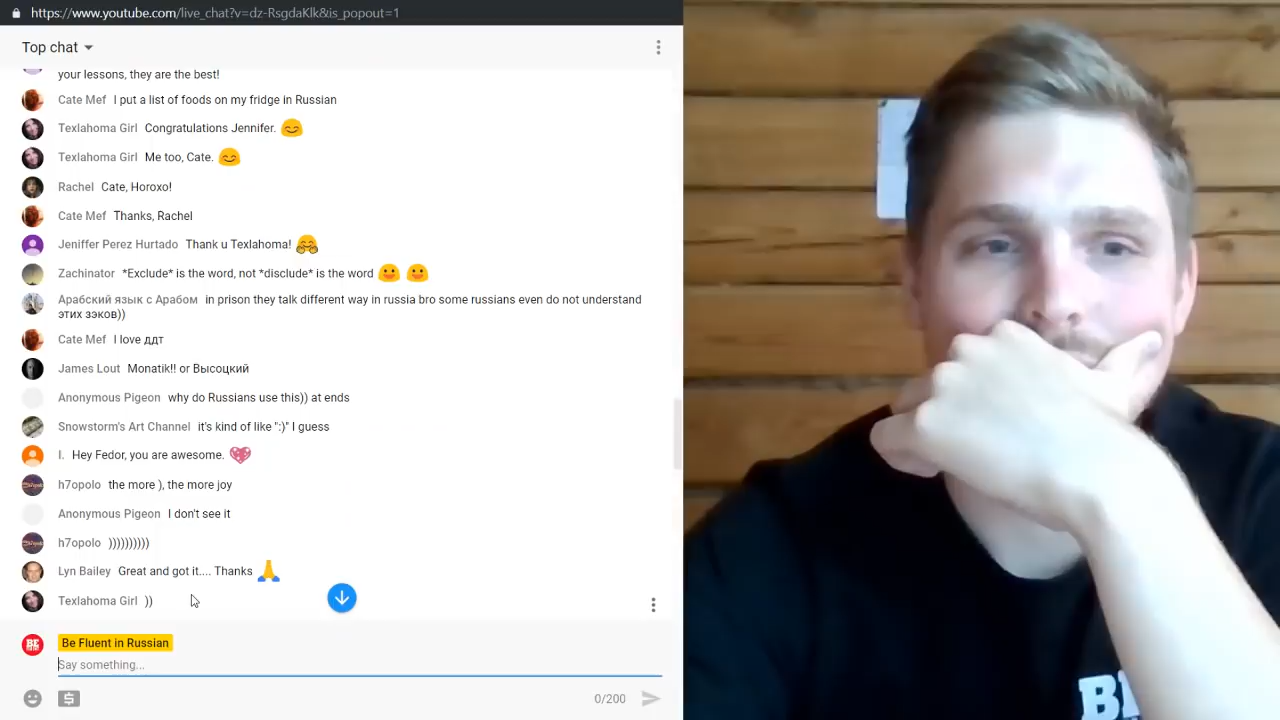 https://www.youtube.com/live_chat?v=dz-RsgdaKlk&is_popout=1
Top chat
your lessons, they are the best!
Cate Mef I put a list of foods on my fridge in Russian
Texlahoma Girl Congratulations Jennifer.
Texlahoma Girl Me too, Cate.
Rachel Cate, Horoxo!
Cate Mef Thanks, Rachel
Jeniffer Perez Hurtado Thank u Texlahoma!
Zachinator *Exclude* is the word, not *disclude* is the word
Арабский язык с Арабом in prison they talk different way in russia bro some russians even do not understand
этих зэков))
Cate Mef I love ддт
James Lout Monatik!! or Высоцкий
Anonymous Pigeon why do Russians use this)) at ends
Snowstorm's Art Channel it's kind of like ":)" I guess
I. Hey Fedor, you are awesome.
h7opolo the more ), the more joy
Anonymous Pigeon I don't see it
h7opolo ))))))))))
Lyn Bailey Great and got it.... Thanks
Texlahoma Girl ))
Be Fluent in Russian
Say something...
0/200